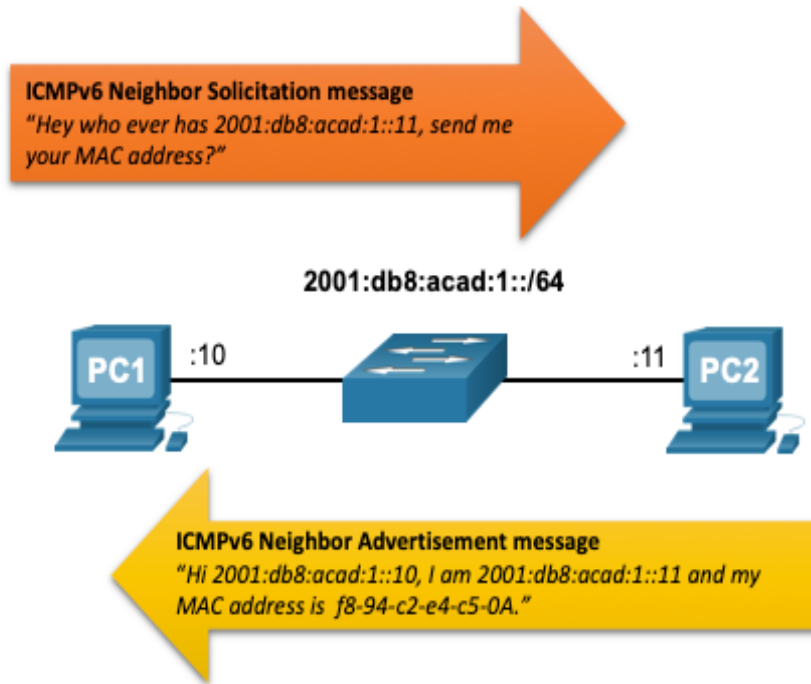 ICMPv6 Neighbor Solicitation message
"Hey who ever has 2001:db8:acad:1::11, send me
your MAC address?"
2001:db8:acad:1::/64
PC1
:10
:11
PC2
ICMPv6 Neighbor Advertisement message
"Hi 2001:db8:acad:1::10, I am 2001:db8:acad:1::11 and my
MAC address is f8-94-c2-e4-c5-0A."